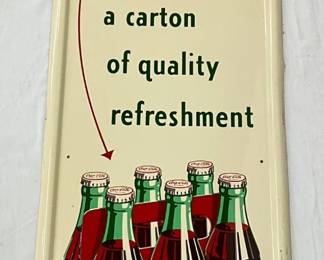 a carton
of quality
refreshment